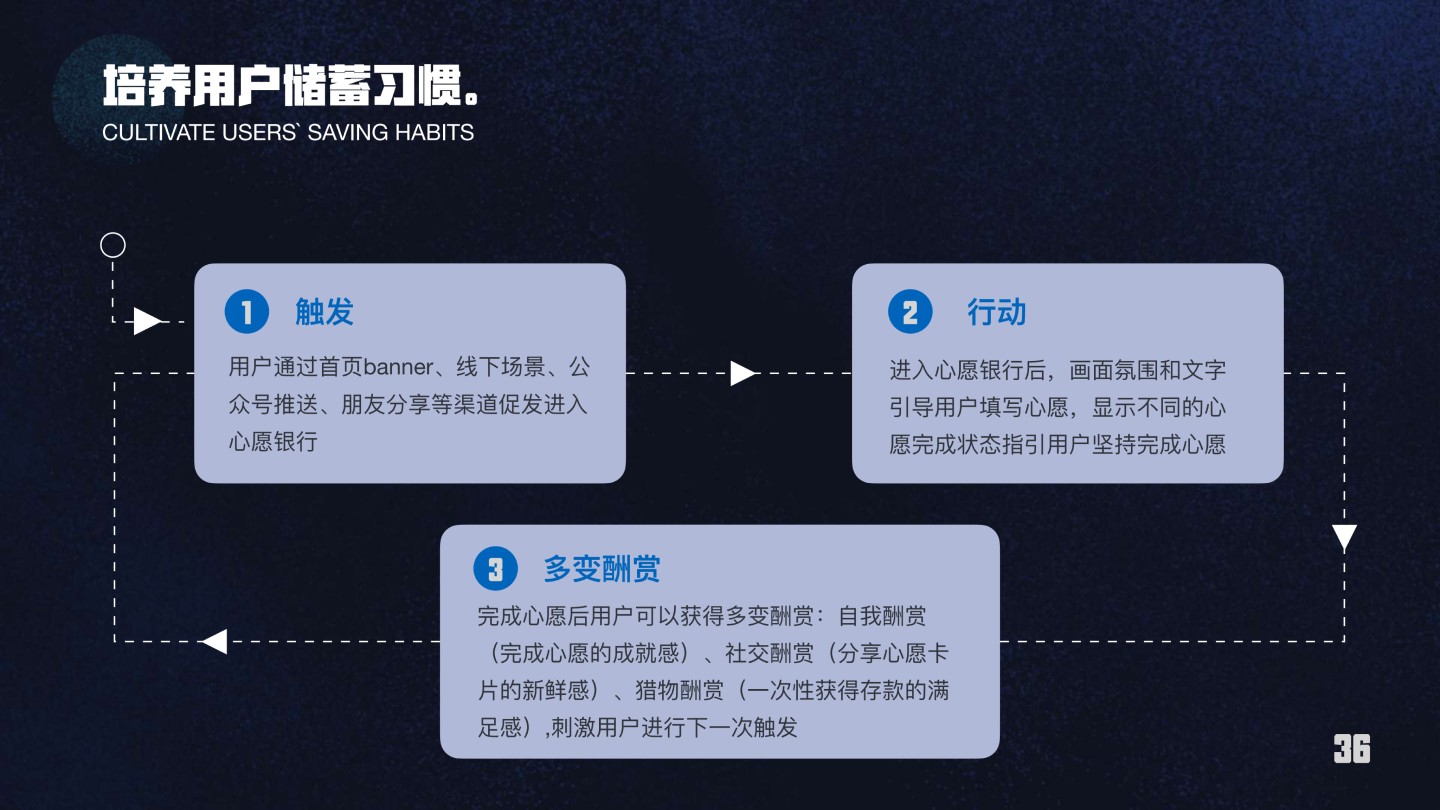 培养用户储蓄习惯。
CULTIVATE USERS` SAVING HABITS
1 触发
用户通过首页banner、线下场景、公
众号推送、朋友分享等渠道促发进入
心愿银行
2 行动
进入心愿银行后，画面氛围和文字
引导用户填写心愿，显示不同的心
愿完成状态指引用户坚持完成心愿
3 多变酬赏
完成心愿后用户可以获得多变酬赏：自我酬赏
（完成心愿的成就感）、社交酬赏（分享心愿卡
片的新鲜感）、猎物酬赏（一次性获得存款的满
足感）,刺激用户进行下一次触发
36